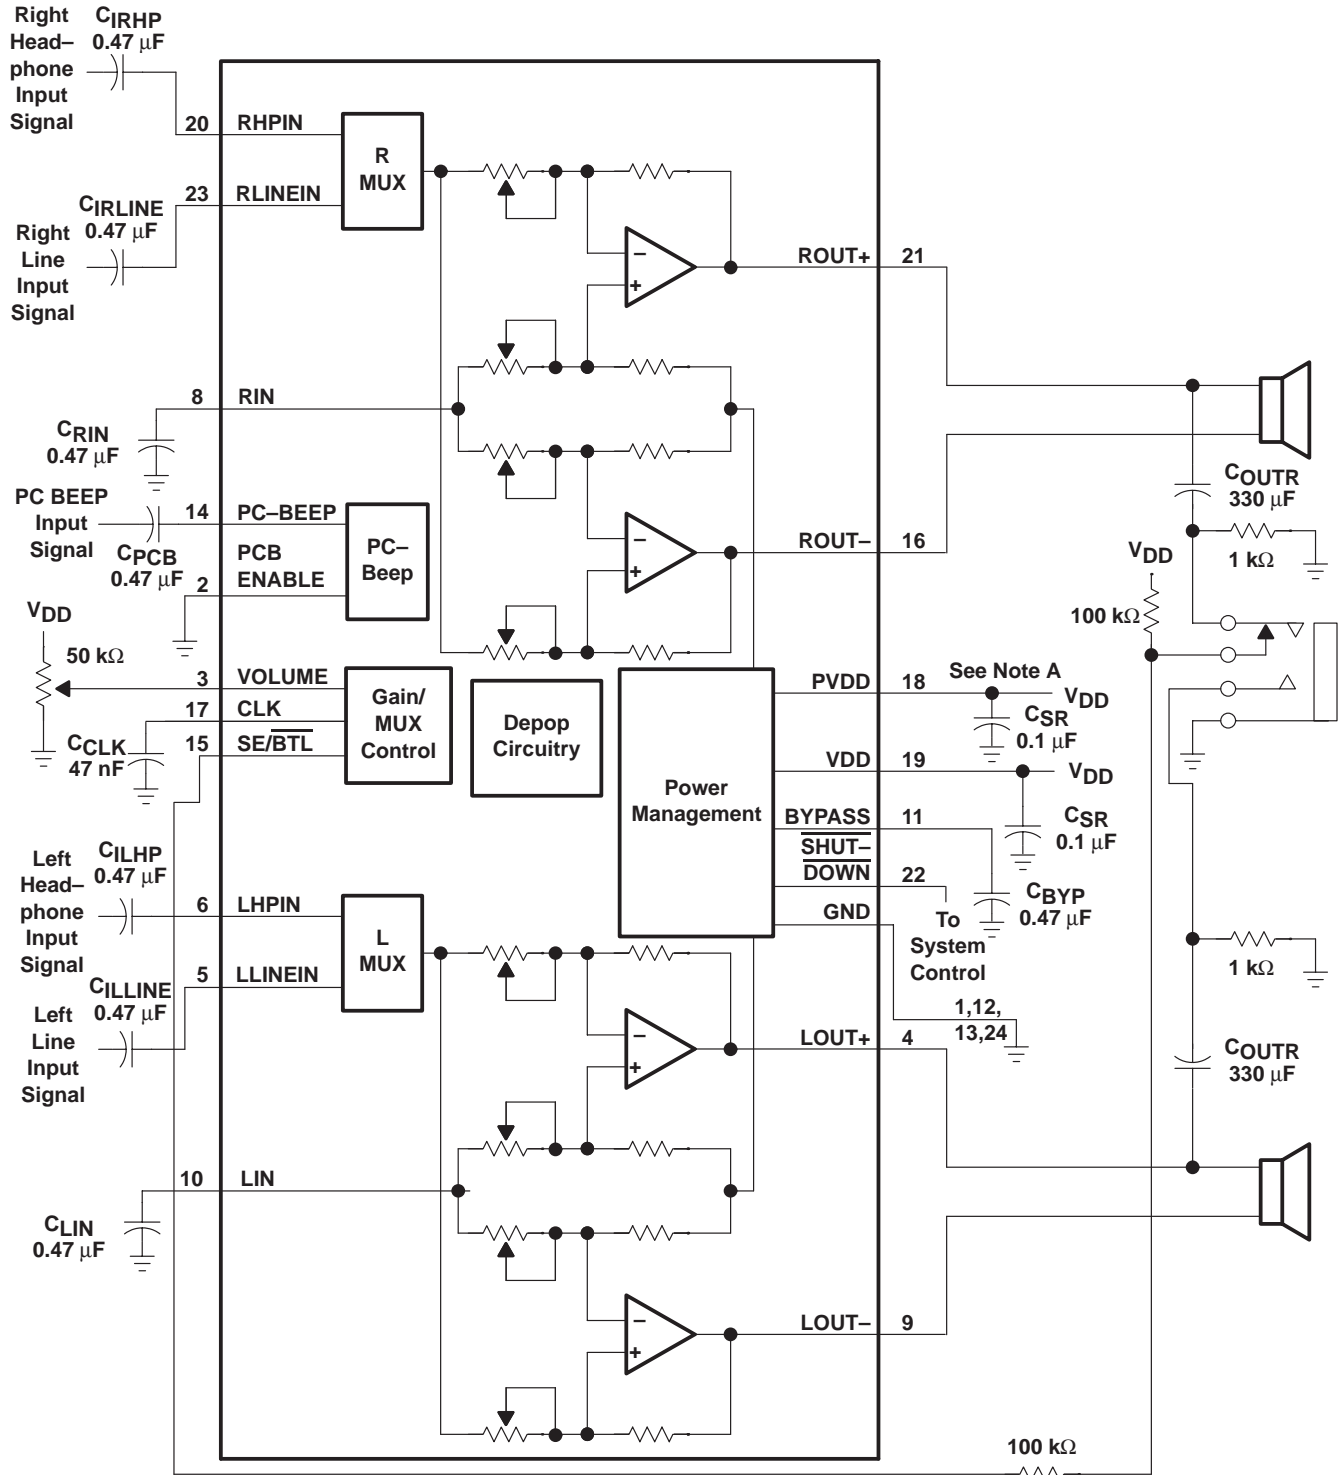 Right
Head–
phone
Input
Signal
CIRHP
0.47 μF
20
RHPIN
R
MUX
23
RLINEIN
CIRLINE
0.47 μF
Right
Line
Input
Signal
–
+
ROUT+
21
8
RIN
CRIN
0.47 μF
COUTR
330 μF
1 kΩ
PC BEEP
Input
Signal
14
PC–BEEP
CPCB
0.47 μF
PCB
ENABLE
2
PC–
Beep
–
+
ROUT–
16
VDD
100 kΩ
VDD
50 kΩ
3
VOLUME
17
CLK
15
SE/BTL
CCLK
47 nF
Gain/
MUX
Control
Depop
Circuitry
Power
Management
PVDD
18
See Note A
VDD
CSR
0.1 μF
VDD
19
VDD
CSR
0.1 μF
BYPASS
11
SHUT–
DOWN
22
CBYP
0.47 μF
GND
To
System
Control
1,12,
13,24
Left
Head–
phone
Input
Signal
CILHP
0.47 μF
6
LHPIN
L
MUX
5
LLINEIN
CILLINE
0.47 μF
Left
Line
Input
Signal
–
+
LOUT+
4
1 kΩ
COUTR
330 μF
10
LIN
CLIN
0.47 μF
–
+
LOUT–
9
100 kΩ